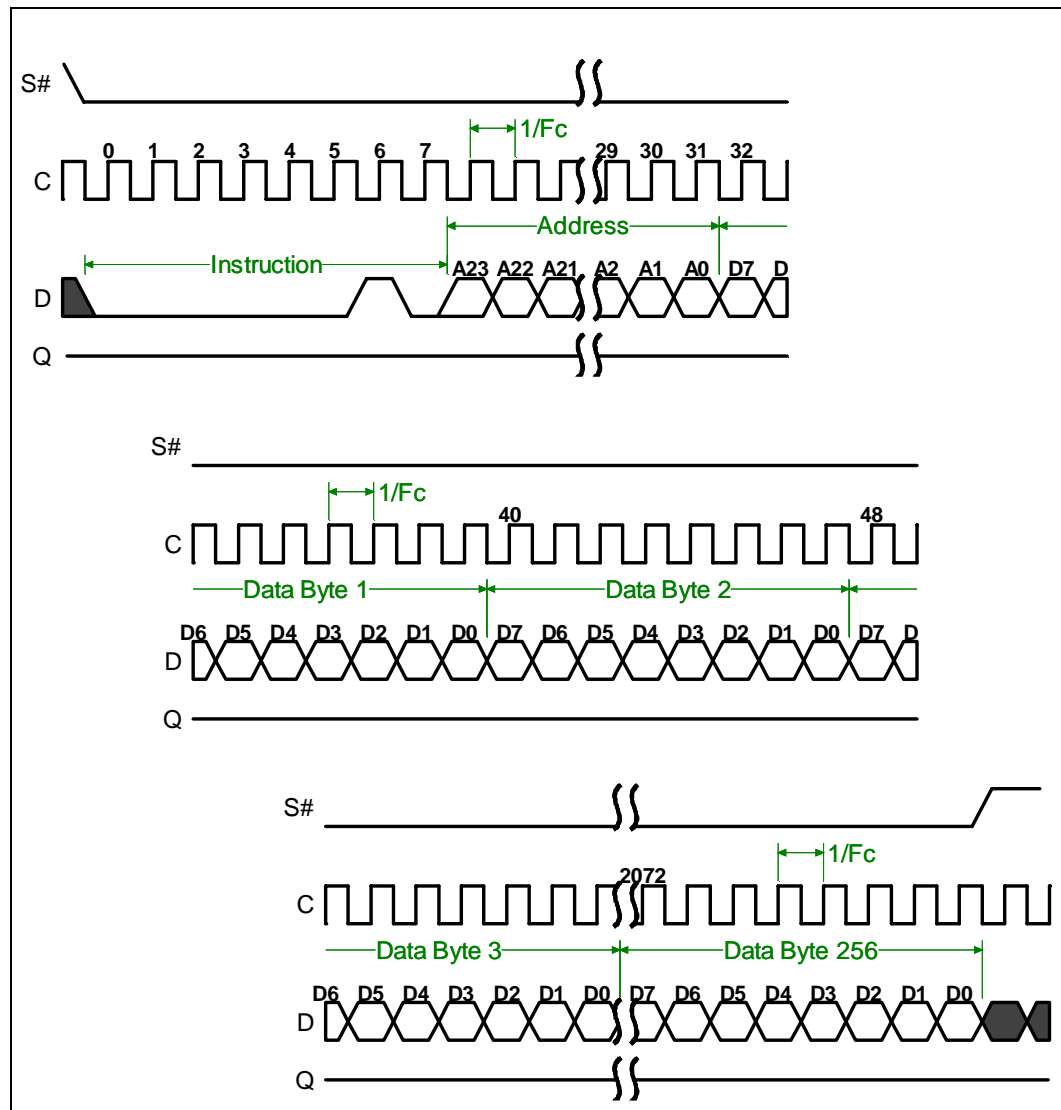 S#
1/Fc
0 1 2 3 4 5 6 7 29 30 31 32
C
Address
Instruction
A23 A22 A21 A2 A1 A0 D7 D
D
Q
S#
1/Fc
40 48
C
Data Byte 1 Data Byte 2
D6 D5 D4 D3 D2 D1 D0 D7 D6 D5 D4 D3 D2 D1 D0 D7 D
D
Q
S#
1/Fc
2072
C
Data Byte 3 Data Byte 256
D6 D5 D4 D3 D2 D1 D0 D7 D6 D5 D4 D3 D2 D1 D0
D
Q